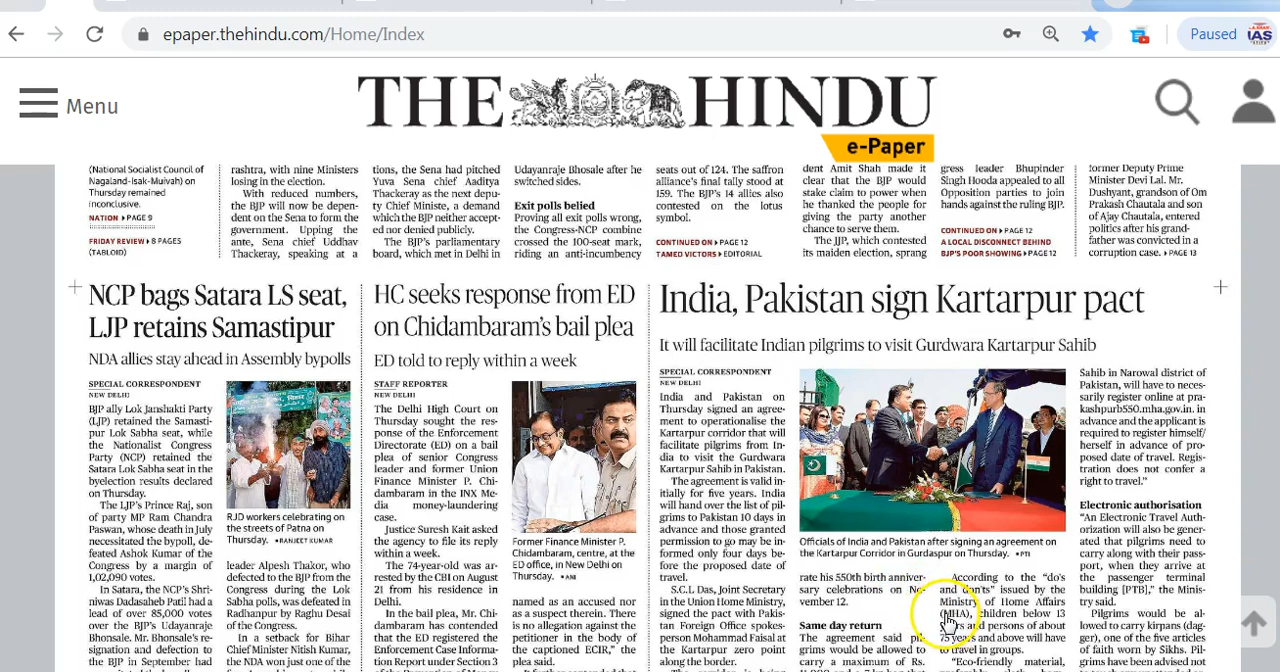 epaper.thehindu.com/Home/Index
Paused
IAS
Menu
THE HINDU
e-Paper
(National Socialist Council of
Nagaland-Isak-Muivah) on
Thursday remained
inconclusive.
NATION ▸ PAGE 9
FRIDAY REVIEW ▸ 8 PAGES
(TABLOID)
rashtra, with nine Ministers
losing in the election.
With reduced numbers,
the BJP will now be depen-
dent on the Sena to form the
government. Upping the
ante, Sena chief Uddhav
Thackeray, speaking at a
tions, the Sena had pitched
Yuva Sena chief Aaditya
Thackeray as the next depu-
ty Chief Ministe, a demand
which the BJP neither accept-
ed nor denied publicly.
The BJP's parliamentary
board, which met in Delhi in
Udayanraje Bhosale after he
switched sides.
Exit polls belied
Proving all exit polls wrong,
the Congress-NCP combine
crossed the 100-seat mark,
riding an anti-incumbency
seats out of 124. The saffron
alliance's final tally stood at
159. The BJP's 14 allies also
contested on the lotus
symbol.
CONTINUED ON ▸ PAGE 12
TAMED VICTORS ▸ EDITORIAL
dent Amit Shah made it
clear that the BJP would
stake claim to power when
he thanked the people for
giving the party another
chance to serve them.
The JJP, which contested
its maiden election, sprang
gress leader Bhupinder
Singh Hooda appealed to all
Opposition parties to join
hands against the ruling BJP.
CONTINUED ON ▸ PAGE 12
A LOCAL DISCONNECT BEHIND
BJP'S POOR SHOWING ▸ PAGE 12
former Deputy Prime
Minister Devi Lal. Mr.
Dushyant, grandson of Om
Prakash Chautala and son
of Ajay Chautala, entered
politics after his grand-
father was convicted in a
corruption case. ▸ PAGE 13
NCP bags Satara LS seat,
LJP retains Samastipur
NDA allies stay ahead in Assembly bypolls
SPECIAL CORRESPONDENT
NEW DELHI
BJP ally Lok Janshakti Party
(LJP) retained the Samasti-
pur Lok Sabha seat, while
the Nationalist Congress
Party (NCP) retained the
Satara Lok Sabha seat in the
byelection results declared
on Thursday.
The LJP's Prince Raj, son
of party MP Ram Chandra
Paswan, whose death in July
necessitated the bypoll, de-
feated Ashok Kumar of the
Congress by a margin of
1,02,090 votes.
In Satara, the NCP's Shri-
niwas Dadasaheb Patil had a
lead of over 85,000 votes
over the BJP's Udayanraje
Bhonsle. Mr. Bhonsle's re-
signation and defection to
the BJP in September had
RJD workers celebrating on
the streets of Patna on
Thursday. • RANJEET KUMAR
leader Alpesh Thakor, who
defected to the BJP from the
Congress during the Lok
Sabha polls, was defeated in
Radhanpur by Raghu Desai
of the Congress.
In a setback for Bihar
Chief Minister Nitish Kumar,
the NDA won just one of the
HC seeks response from ED
on Chidambaram's bail plea
ED told to reply within a week
STAFF REPORTER
NEW DELHI
The Delhi High Court on
Thursday sought the res-
ponse of the Enforcement
Directorate (ED) on a bail
plea of senior Congress
leader and former Union
Finance Minister P. Chi-
dambaram in the INX Me-
dia money-laundering
case.
Justice Suresh Kait asked
the agency to file its reply
within a week.
The 74-year-old was ar-
rested by the CBI on August
21 from his residence in
Delhi.
In the bail plea, Mr. Chi-
dambaram has contended
that the ED registered the
Enforcement Case Informa-
Former Finance Minister P.
Chidambaram, centre, at the
ED office, in New Delhi on
Thursday. • ANI
named as an accused nor
as a suspect therein. There
is no allegation against the
petitioner in the body of
the captioned ECIR," the
plea said.
India, Pakistan sign Kartarpur pact
It will facilitate Indian pilgrims to visit Gurdwara Kartarpur Sahib
SPECIAL CORRESPONDENT
NEW DELHI
India and Pakistan on
Thursday signed an agree-
ment to operationalise the
Kartarpur corridor that will
facilitate pilgrims from In-
dia to visit the Gurdwara
Kartarpur Sahib in Pakistan.
The agreement is valid in-
itially for five years. India
will hand over the list of pil-
grims to Pakistan 10 days in
advance and those granted
permission to go may be in-
formed only four days be-
fore the proposed date of
travel.
S.C.L Das, Joint Secretary
in the Union Home Ministry,
signed the pact with Pakis-
tan Foreign Office spokes-
person Mohammad Faisal at
the Kartarpur zero point
along the border.
Officials of India and Pakistan after signing an agreement on
the Kartarpur Corridor in Gurdaspur on Thursday. • PTI
rate his 550th birth anniver-
sary celebrations on No-
vember 12.
Same day return
The agreement said pil-
grims would be allowed to
carry a maximum of Rs.
According to the "do's
and don'ts" issued by the
Ministry of Home Affairs
(MHA), children below 13
years and persons of about
75 years and above will have
to travel in groups.
"Eco-friendly material,
Sahib in Narowal district of
Pakistan, will have to neces-
sarily register online at pra-
kashpurb550.mha.gov.in. in
advance and the applicant is
required to register himself/
herself in advance of pro-
posed date of travel. Regis-
tration does not confer a
right to travel."
Electronic authorisation
"An Electronic Travel Auth-
orization will also be gener-
ated that pilgrims need to
carry along with their pass-
port, when they arrive at
the passenger terminal
building [PTB]," the Minis-
try said.
Pilgrims would be al-
lowed to carry kirpans (dag-
ger), one of the five articles
of faith worn by Sikhs. Pil-
grims have been advised to